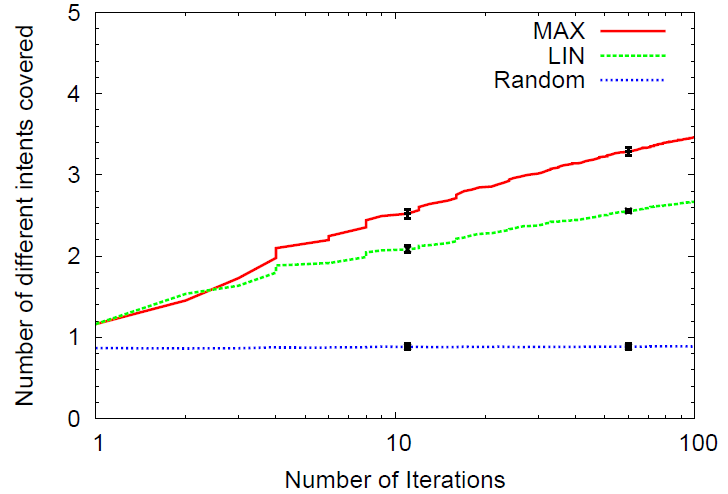 5
4
3
2
1
0
Number of different intents covered
MAX
LIN
Random
1
10
100
Number of Iterations